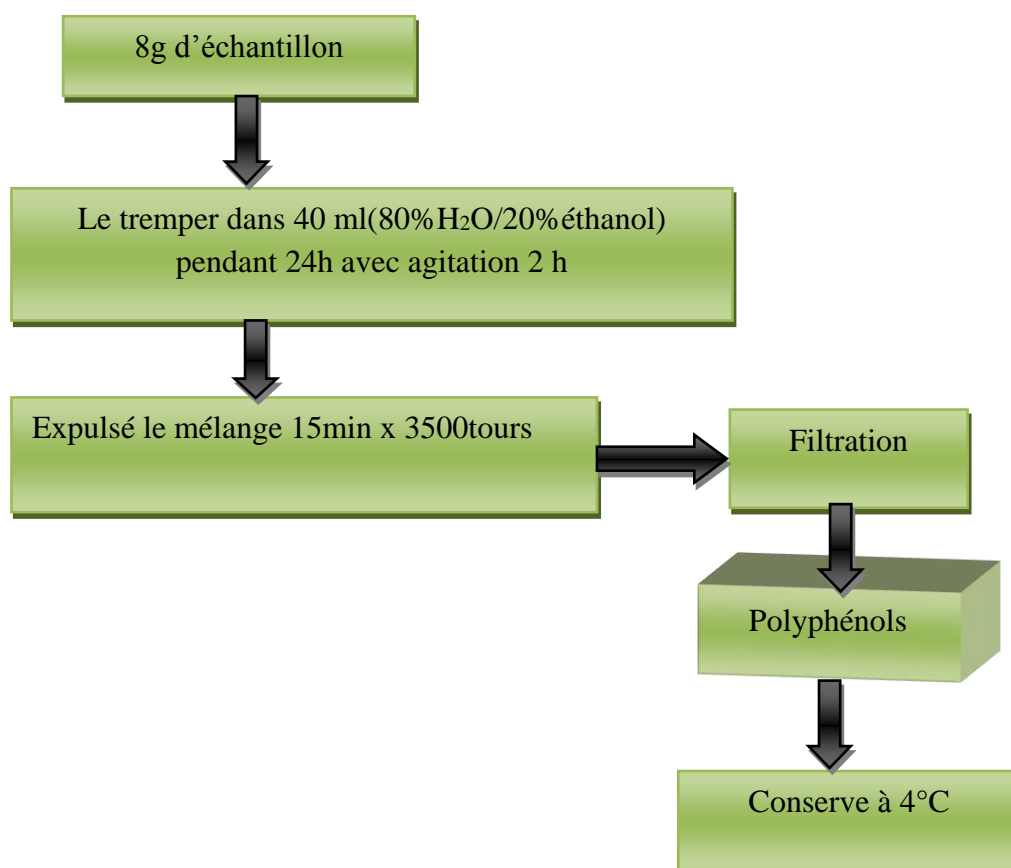 8g d’échantillon
Le tremper dans 40 ml(80%H₂O/20%éthanol)
pendant 24h avec agitation 2 h
Expulsé le mélange 15min x 3500tours
Filtration
Polyphénols
Conserve à 4°C